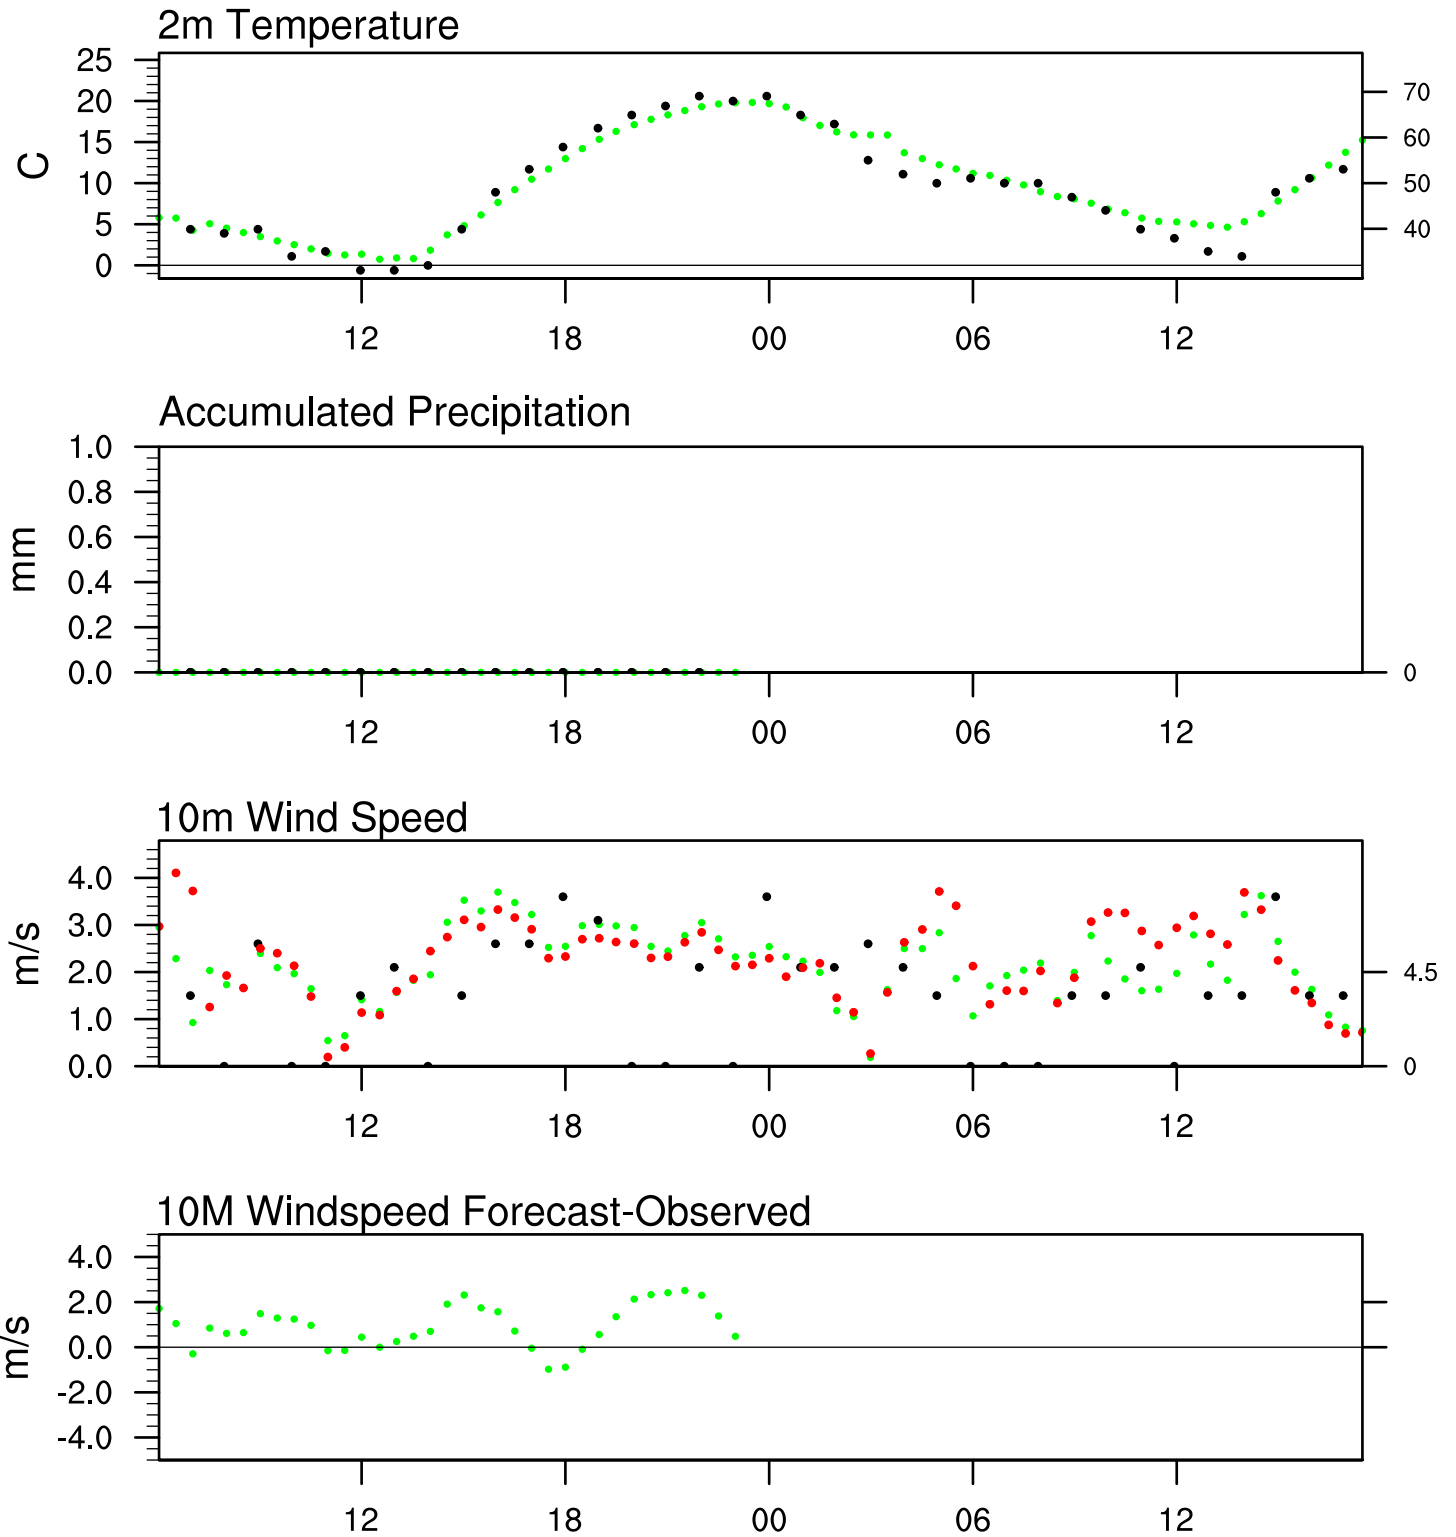 2m Temperature
25
20
15
10
5
0
C
70
60
50
40
12 18 00 06 12
Accumulated Precipitation
1.0
0.8
0.6
0.4
0.2
0.0
mm
0
12 18 00 06 12
10m Wind Speed
4.0
3.0
2.0
1.0
0.0
m/s
4.5
0
12 18 00 06 12
10M Windspeed Forecast-Observed
4.0
2.0
0.0
-2.0
-4.0
m/s
12 18 00 06 12